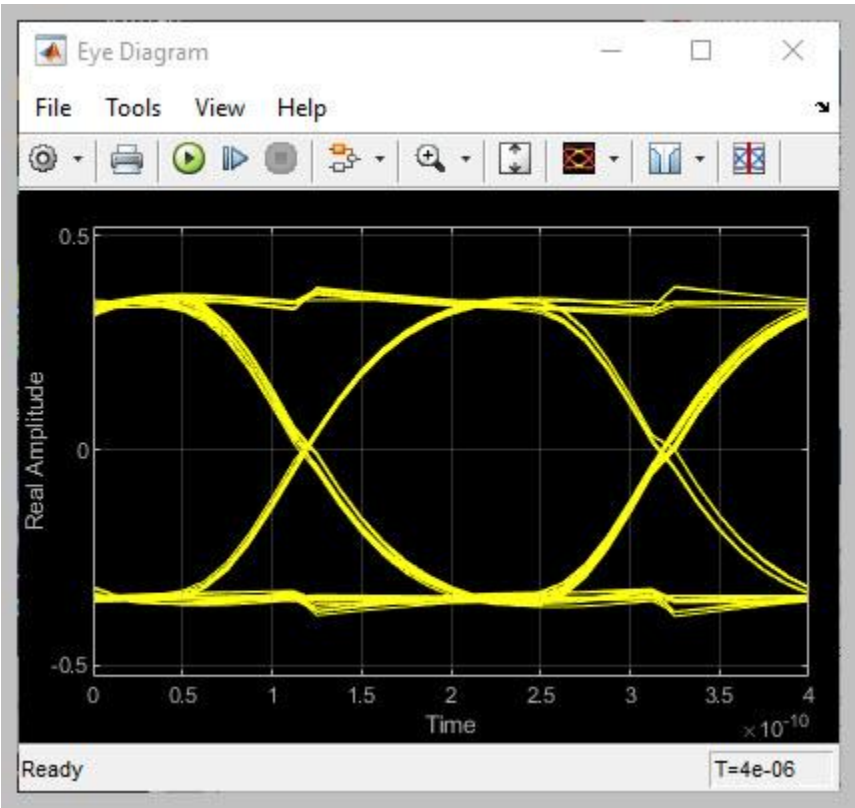 Eye Diagram
File Tools View Help
0.5
0
-0.5
Real Amplitude
0 0.5 1 1.5 2 2.5 3 3.5 4
Time
×10-10
Ready T=4e-06